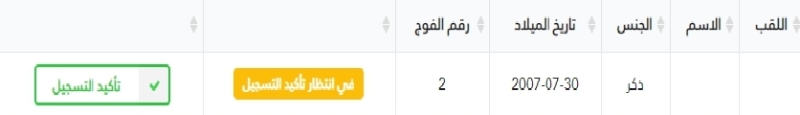 اللقب الاسم الجنس تاريخ الميلاد رقم الفوج
ذكر 2007-07-30 2 في انتظار تأكيد التسجيل تأكيد التسجيل